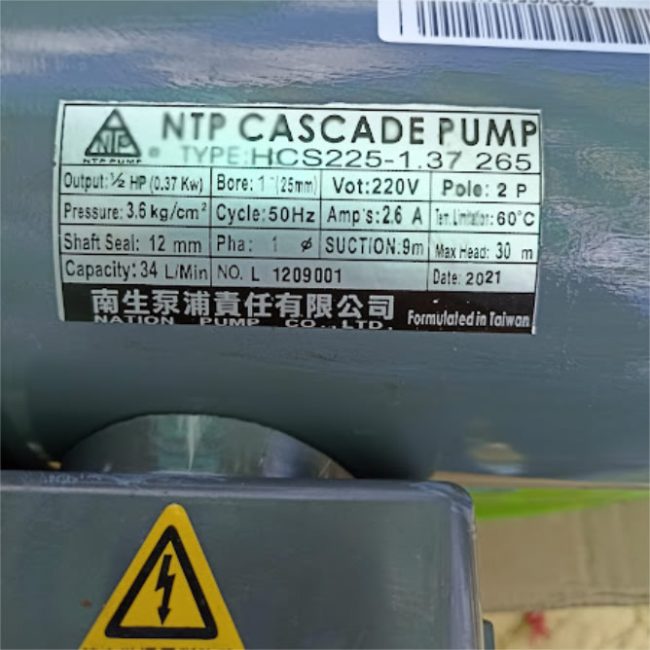 NTP
NTP PUMP
NTP CASCADE PUMP
TYPE: HCS225-1.37 265
Output: ½ HP (0.37 Kw) Bore: 1" (25mm) Vot: 220V Pole: 2 P
Pressure: 3.6 kg/cm² Cycle: 50Hz Amp's: 2.6 A Tem. Limitation: 60°C
Shaft Seal: 12 mm Pha: 1 ø SUCTION: 9m Max Head: 30 m
Capacity: 34 L/Min NO. L 1209001 Date: 2021
南生泵浦責任有限公司
NATION PUMP CO.,LTD. Formulated in Taiwan